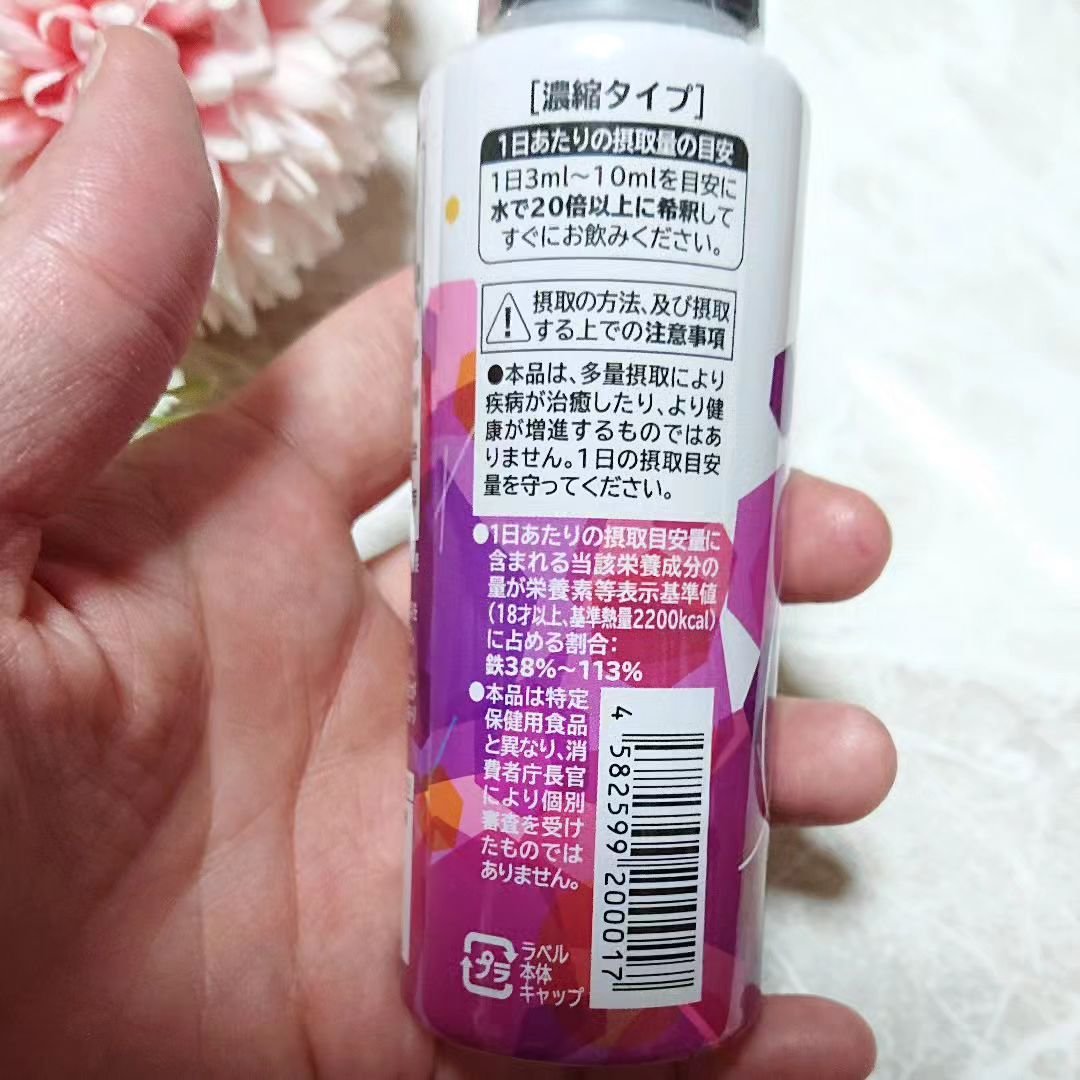 [濃縮タイプ]
1日あたりの摂取量の目安
1日3ml～10mlを目安に
水で20倍以上に希釈して
すぐにお飲みください。
摂取の方法、及び摂取
する上での注意事項
●本品は、多量摂取により
疾病が治癒したり、より健
康が増進するものではあ
りません。1日の摂取目安
量を守ってください。
●1日あたりの摂取目安量に
含まれる当該栄養成分の
量が栄養素等表示基準値
(18才以上、基準熱量2200kcal)
に占める割合:
鉄38%～113%
●本品は特定
保健用食品
と異なり、消
費者庁長官
により個別
審査を受け
たものでは
ありません。
4 582599 200017
プラ
ラベル
本体
キャップ